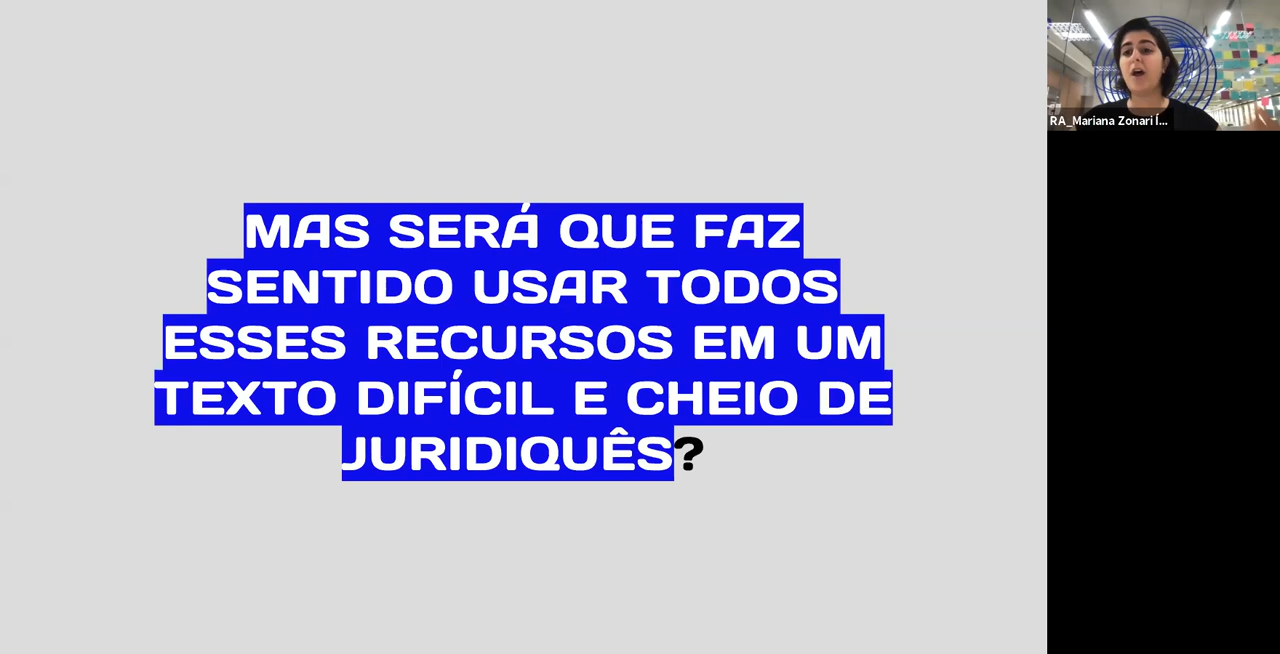 MAS SERÁ QUE FAZ
SENTIDO USAR TODOS
ESSES RECURSOS EM UM
TEXTO DIFÍCIL E CHEIO DE
JURIDIQUÊS?
RA_Mariana Zonari Í...